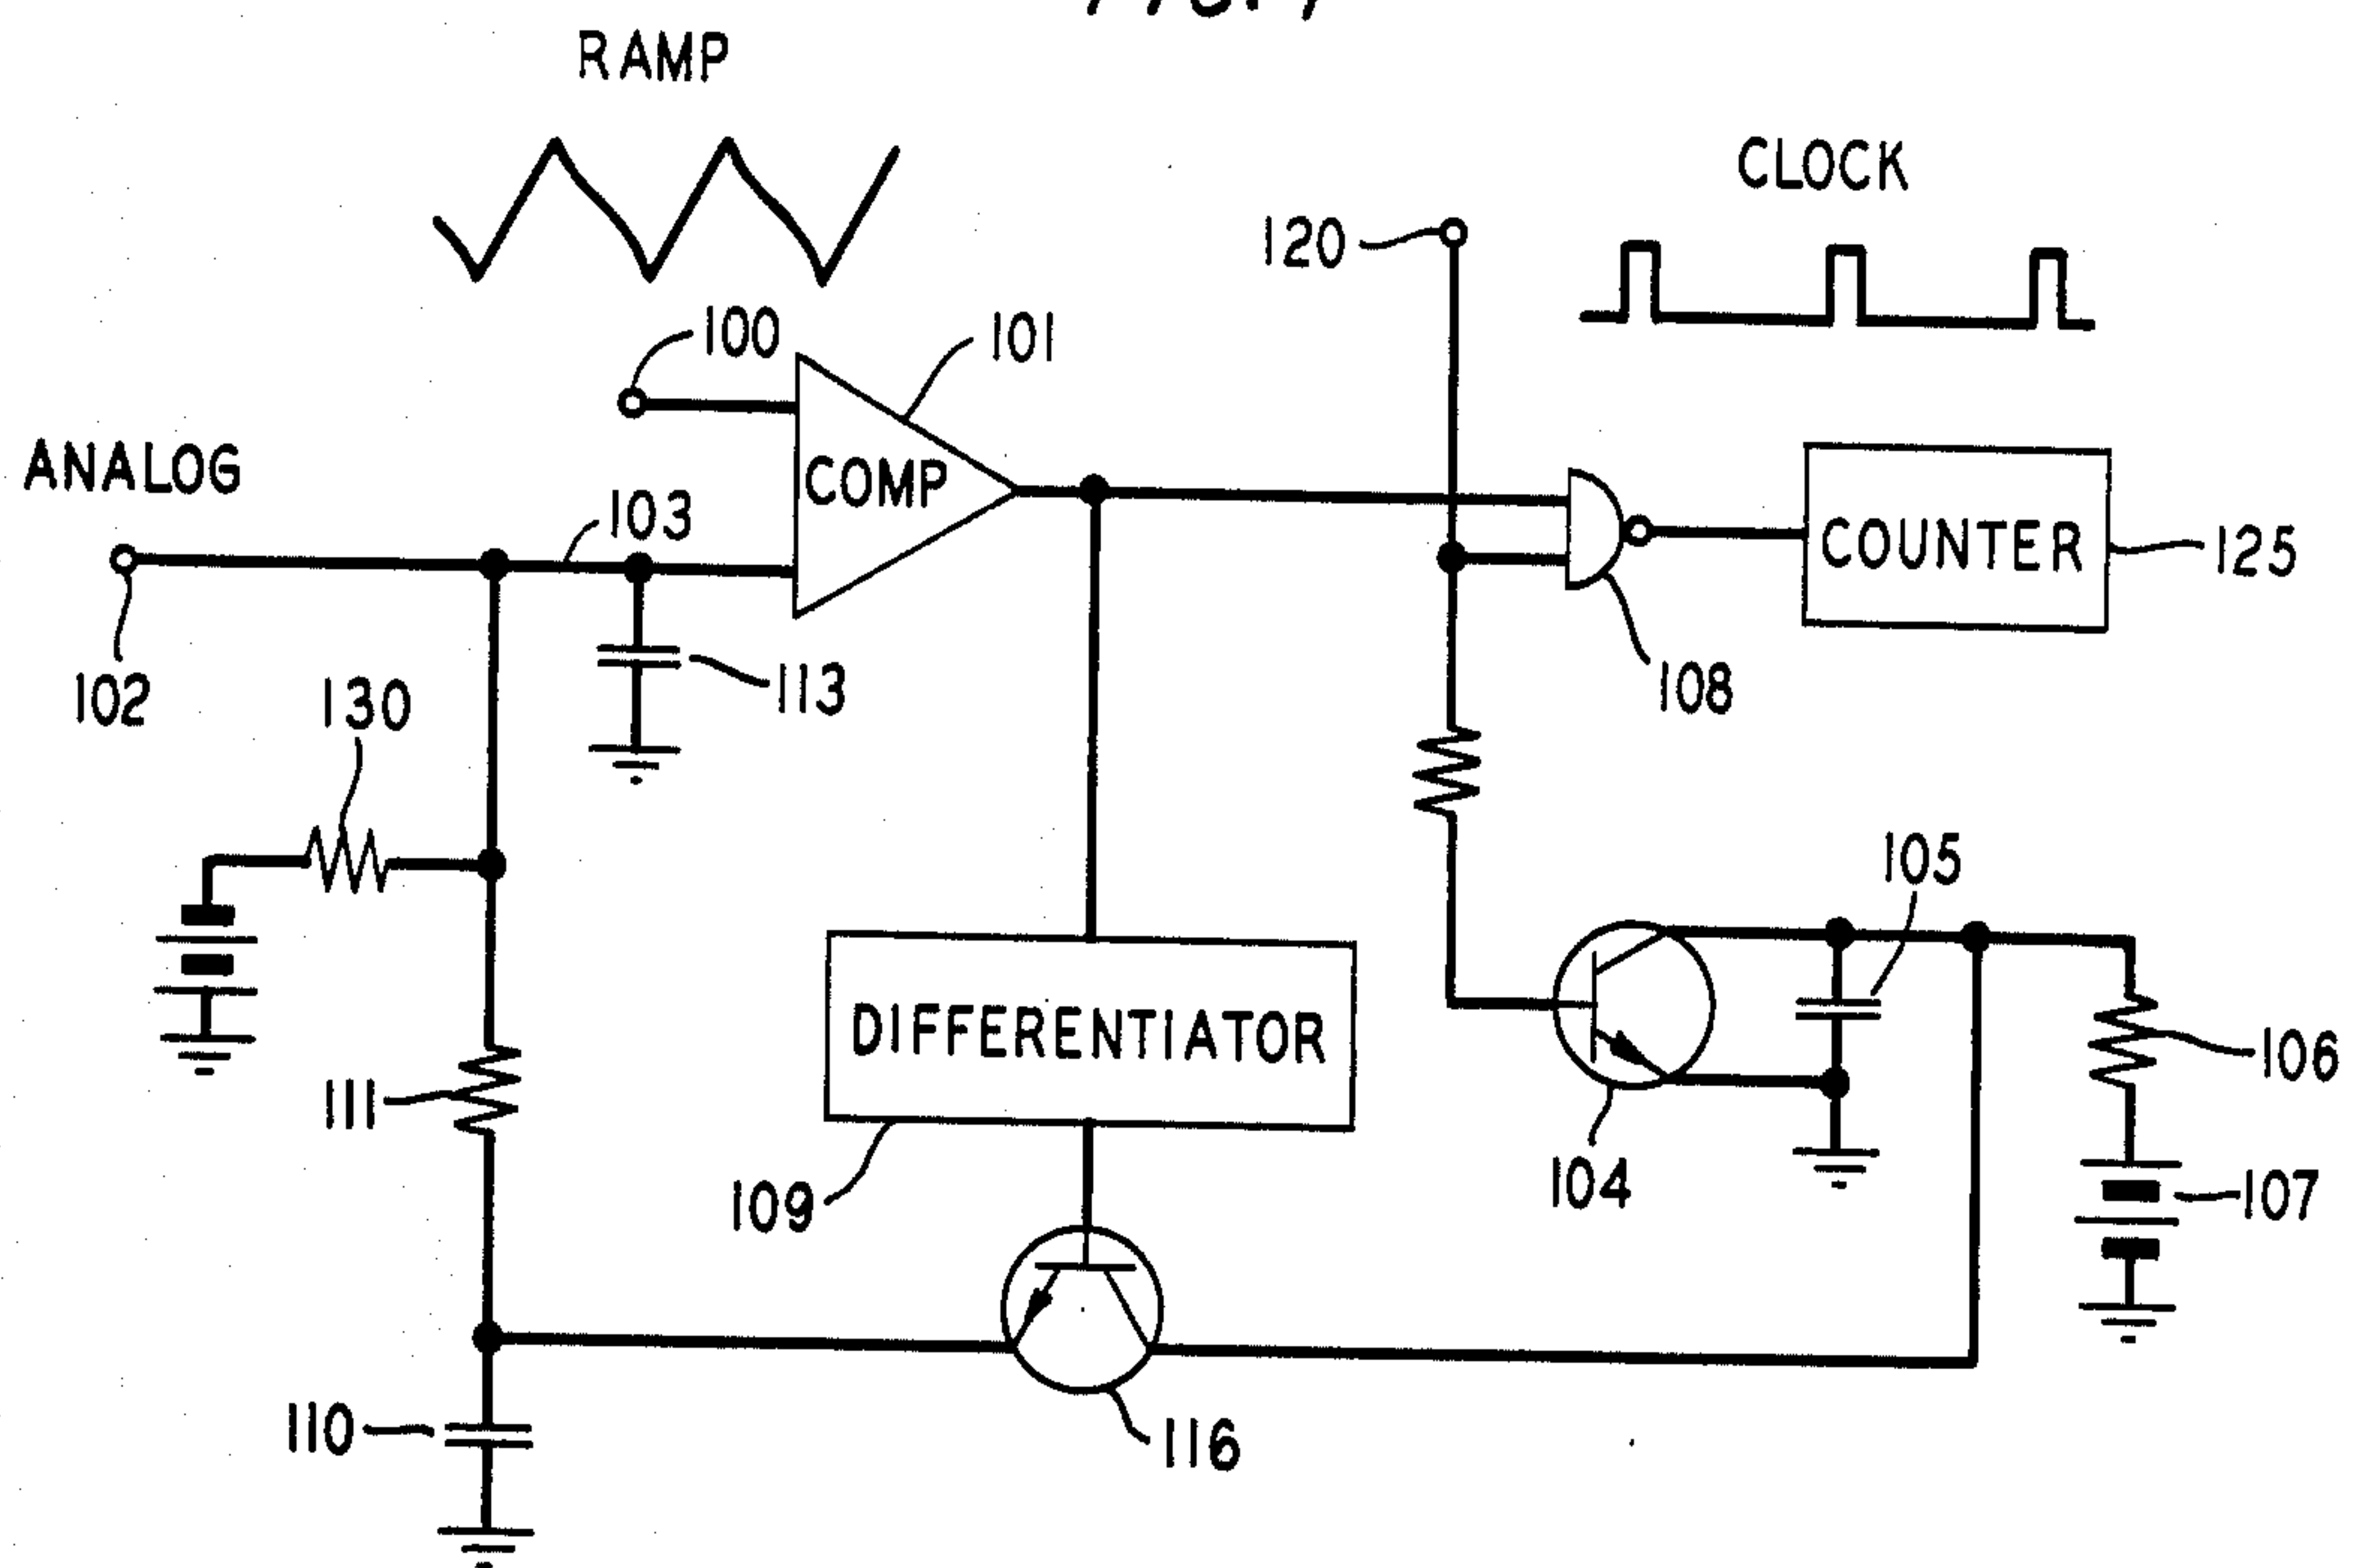 RAMP
CLOCK
120
100
101
ANALOG
COMP
103
COUNTER
125
102
130
113
108
105
DIFFERENTIATOR
106
111
109
104
107
110
116